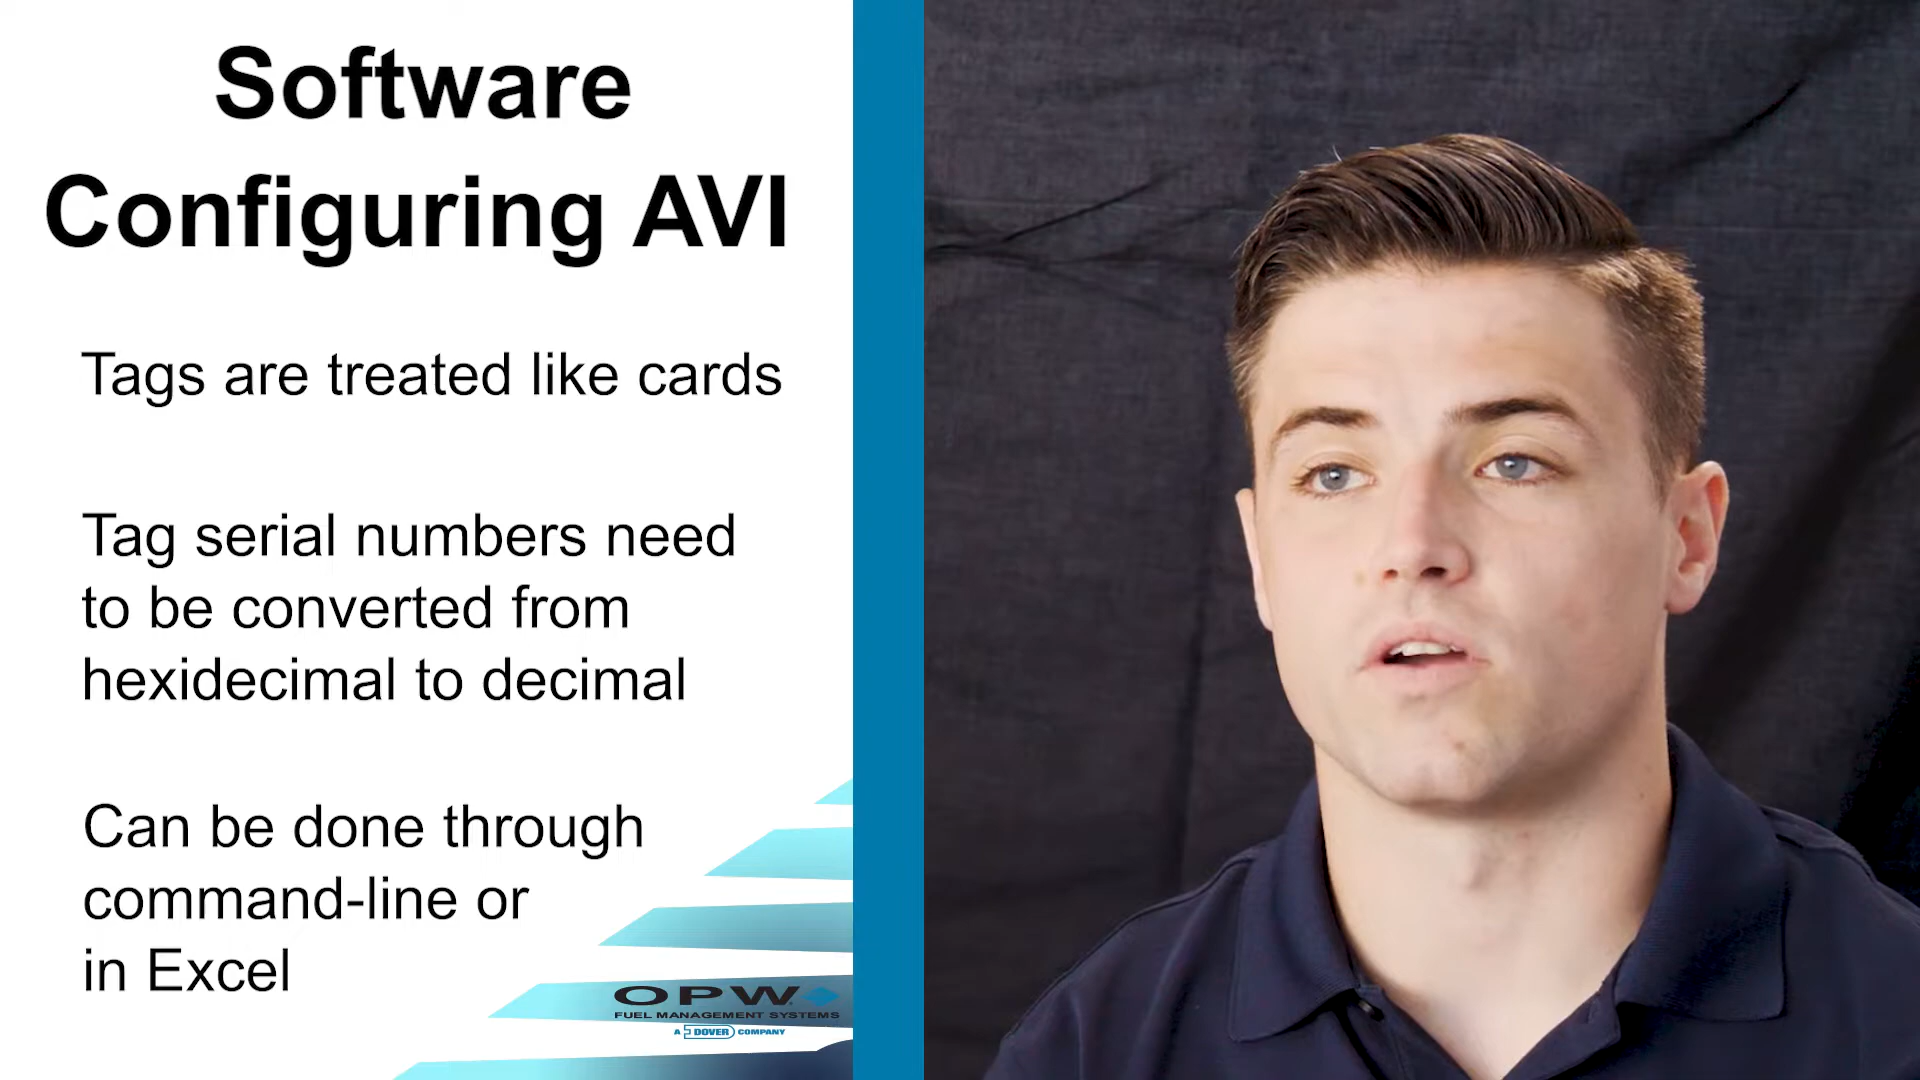 Software
Configuring AVI
Tags are treated like cards
Tag serial numbers need
to be converted from
hexidecimal to decimal
Can be done through
command-line or
in Excel
OPW
FUEL MANAGEMENT SYSTEMS
A DOVER COMPANY